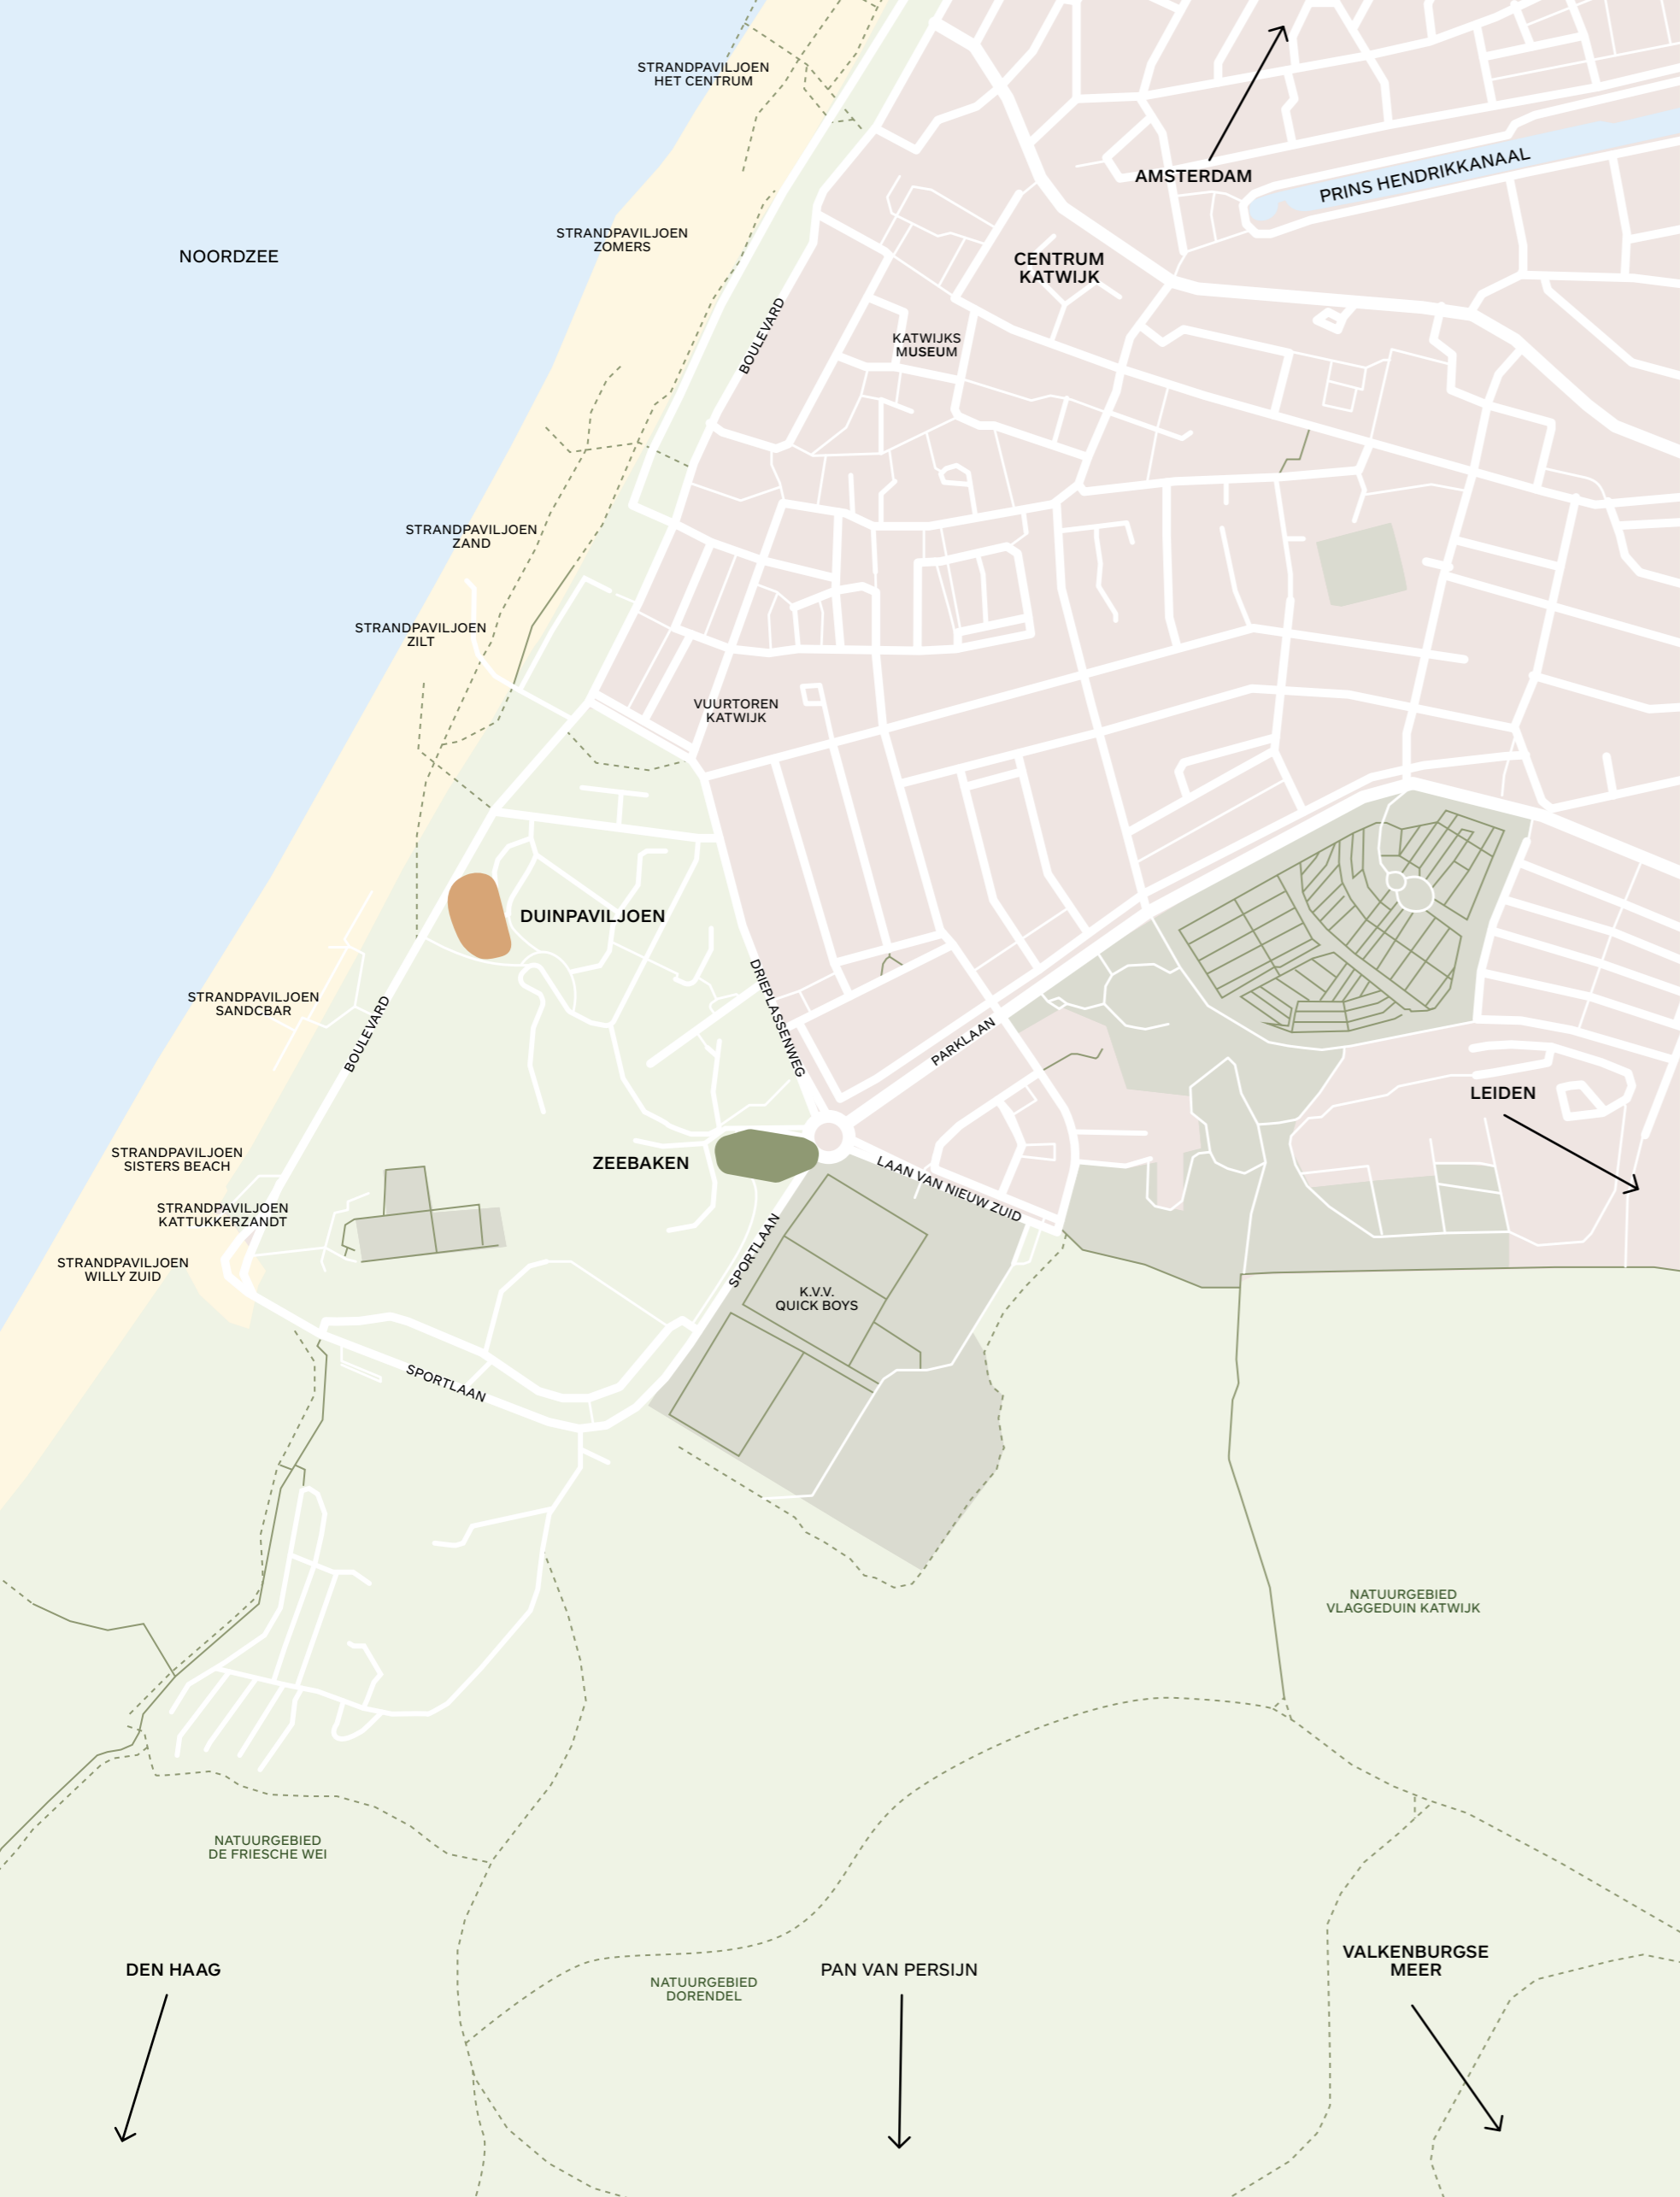 STRANDPAVILJOEN
HET CENTRUM
AMSTERDAM
PRINS HENDRIKKANAAL
STRANDPAVILJOEN
ZOMERS
NOORDZEE
CENTRUM
KATWIJK
BOULEVARD
KATWIJKS
MUSEUM
STRANDPAVILJOEN
ZAND
STRANDPAVILJOEN
ZILT
VUURTOREN
KATWIJK
DUINPAVILJOEN
STRANDPAVILJOEN
SANDCBAR
BOULEVARD
DRIEPLASSENWEG
PARKLAAN
LEIDEN
STRANDPAVILJOEN
SISTERS BEACH
ZEEBAKEN
LAAN VAN NIEUW ZUID
STRANDPAVILJOEN
KATTUKKERZANDT
STRANDPAVILJOEN
WILLY ZUID
SPORTLAAN
K.V.V.
QUICK BOYS
SPORTLAAN
NATUURGEBIED
VLAGGEDUIN KATWIJK
NATUURGEBIED
DE FRIESCHE WEI
DEN HAAG
NATUURGEBIED
DORENDEL
PAN VAN PERSIJN
VALKENBURGSE
MEER